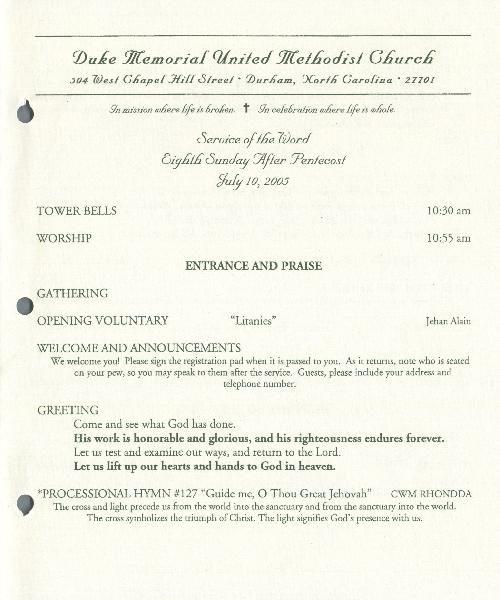 Duke Memorial United Methodist Church
504 West Chapel Hill Street • Durham, North Carolina • 27701
In mission where life is broken. ✝ In celebration where life is whole.
Service of the Word
Eighth Sunday After Pentecost
July 10, 2005
TOWER BELLS 10:30 am
WORSHIP 10:55 am
ENTRANCE AND PRAISE
GATHERING
OPENING VOLUNTARY "Litanies" Jehan Alain
WELCOME AND ANNOUNCEMENTS
We welcome you! Please sign the registration pad when it is passed to you. As it returns, note who is seated
on your pew, so you may speak to them after the service. Guests, please include your address and
telephone number.
GREETING
Come and see what God has done.
His work is honorable and glorious, and his righteousness endures forever.
Let us test and examine our ways, and return to the Lord.
Let us lift up our hearts and hands to God in heaven.
*PROCESSIONAL HYMN #127 "Guide me, O Thou Great Jehovah" CWM RHONDDA
The cross and light precede us from the world into the sanctuary and from the sanctuary into the world.
The cross symbolizes the triumph of Christ. The light signifies God's presence with us.